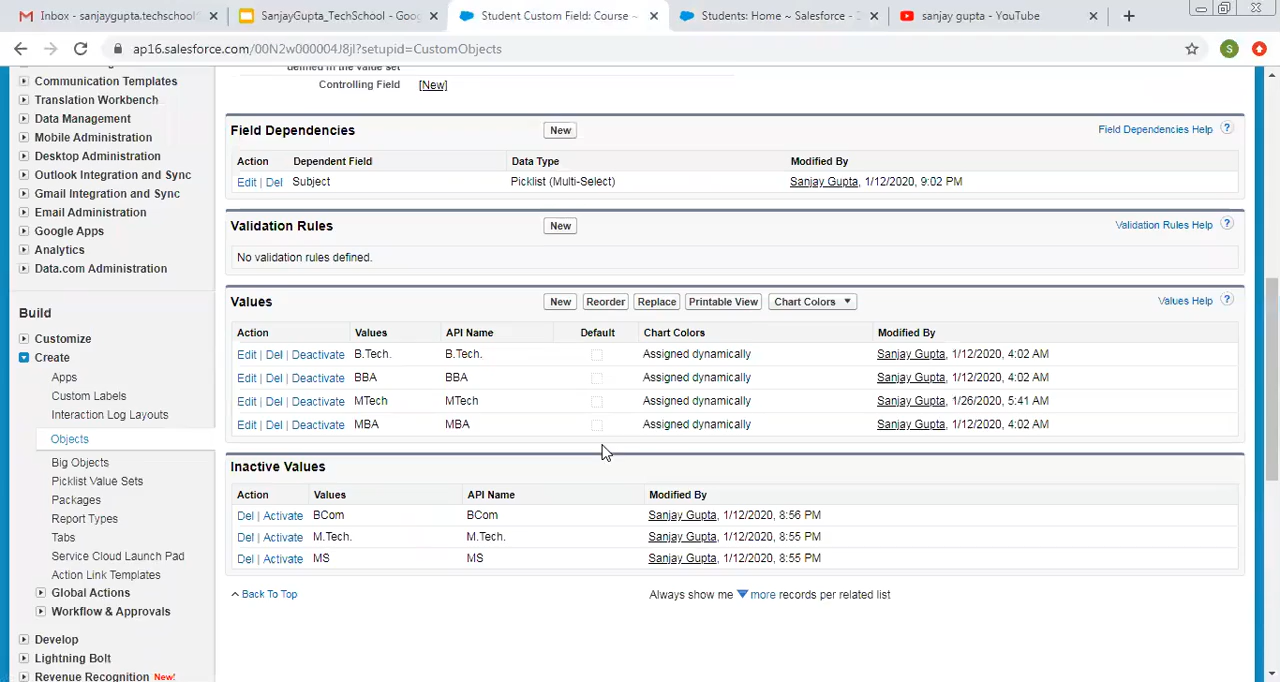 Inbox - sanjaygupta.techschool
SanjayGupta_TechSchool - Goog
Student Custom Field: Course ~
Students: Home ~ Salesforce -
sanjay gupta - YouTube
ap16.salesforce.com/00N2w000004J8jl?setupid=CustomObjects
S
Communication Templates
Translation Workbench
Data Management
Mobile Administration
Desktop Administration
Outlook Integration and Sync
Gmail Integration and Sync
Email Administration
Google Apps
Analytics
Data.com Administration
Build
Customize
Create
Apps
Custom Labels
Interaction Log Layouts
Objects
Big Objects
Picklist Value Sets
Packages
Report Types
Tabs
Service Cloud Launch Pad
Action Link Templates
Global Actions
Workflow & Approvals
Develop
Lightning Bolt
Revenue Recognition New!
defined in the value set
Controlling Field [New]
Field Dependencies New Field Dependencies Help ?
Action Dependent Field Data Type Modified By
Edit | Del Subject Picklist (Multi-Select) Sanjay Gupta, 1/12/2020, 9:02 PM
Validation Rules New Validation Rules Help ?
No validation rules defined.
Values New Reorder Replace Printable View Chart Colors Values Help ?
Action Values API Name Default Chart Colors Modified By
Edit | Del | Deactivate B.Tech. B.Tech. Assigned dynamically Sanjay Gupta, 1/12/2020, 4:02 AM
Edit | Del | Deactivate BBA BBA Assigned dynamically Sanjay Gupta, 1/12/2020, 4:02 AM
Edit | Del | Deactivate MTech MTech Assigned dynamically Sanjay Gupta, 1/26/2020, 5:41 AM
Edit | Del | Deactivate MBA MBA Assigned dynamically Sanjay Gupta, 1/12/2020, 4:02 AM
Inactive Values
Action Values API Name Modified By
Del | Activate BCom BCom Sanjay Gupta, 1/12/2020, 8:56 PM
Del | Activate M.Tech. M.Tech. Sanjay Gupta, 1/12/2020, 8:55 PM
Del | Activate MS MS Sanjay Gupta, 1/12/2020, 8:55 PM
Back To Top Always show me more records per related list